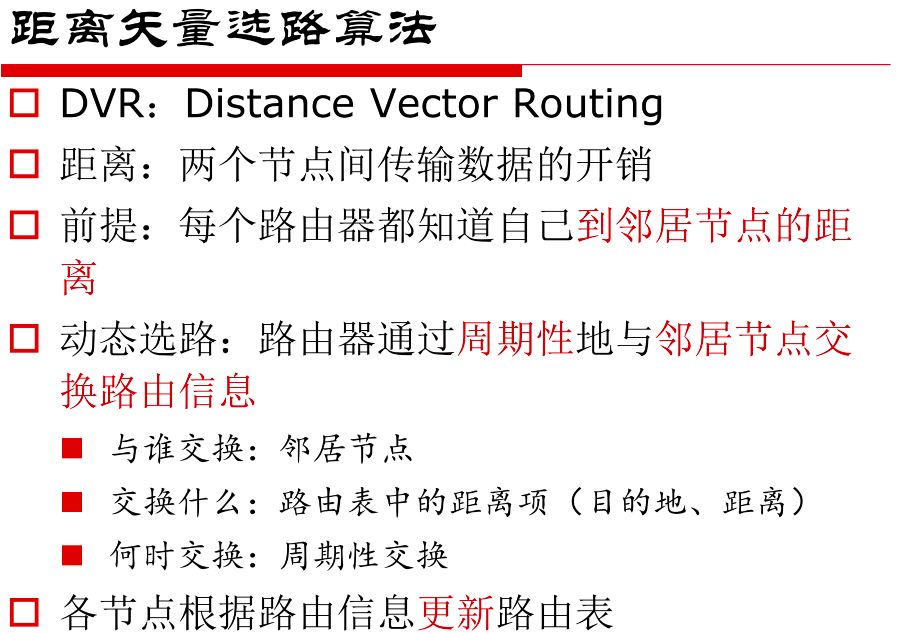 距离矢量选路算法
DVR：Distance Vector Routing
距离：两个节点间传输数据的开销
前提：每个路由器都知道自己到邻居节点的距
离
动态选路：路由器通过周期性地与邻居节点交
换路由信息
与谁交换：邻居节点
交换什么：路由表中的距离项（目的地、距离）
何时交换：周期性交换
各节点根据路由信息更新路由表